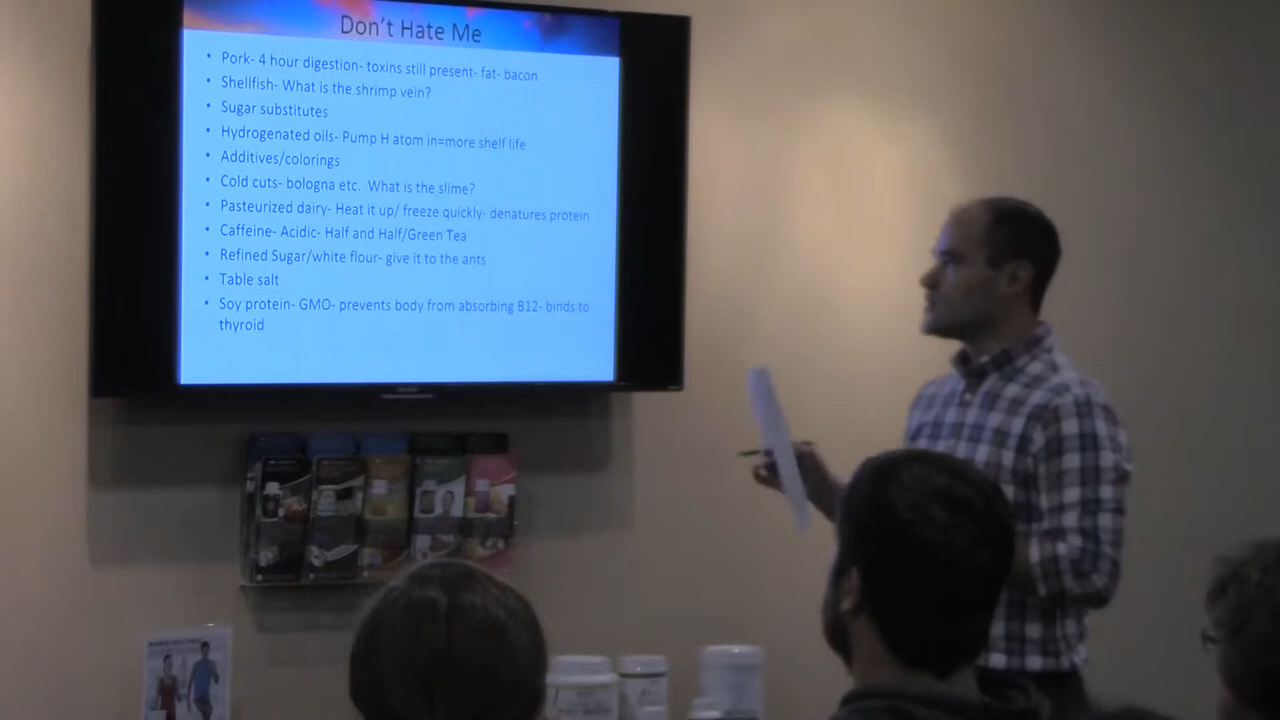 Don't Hate Me
• Pork- 4 hour digestion- toxins still present- fat- bacon
• Shellfish- What is the shrimp vein?
• Sugar substitutes
• Hydrogenated oils- Pump H atom in=more shelf life
• Additives/colorings
• Cold cuts- bologna etc.  What is the slime?
• Pasteurized dairy- Heat it up/ freeze quickly- denatures protein
• Caffeine- Acidic- Half and Half/Green Tea
• Refined Sugar/white flour- give it to the ants
• Table salt
• Soy protein- GMO- prevents body from absorbing B12- binds to
thyroid